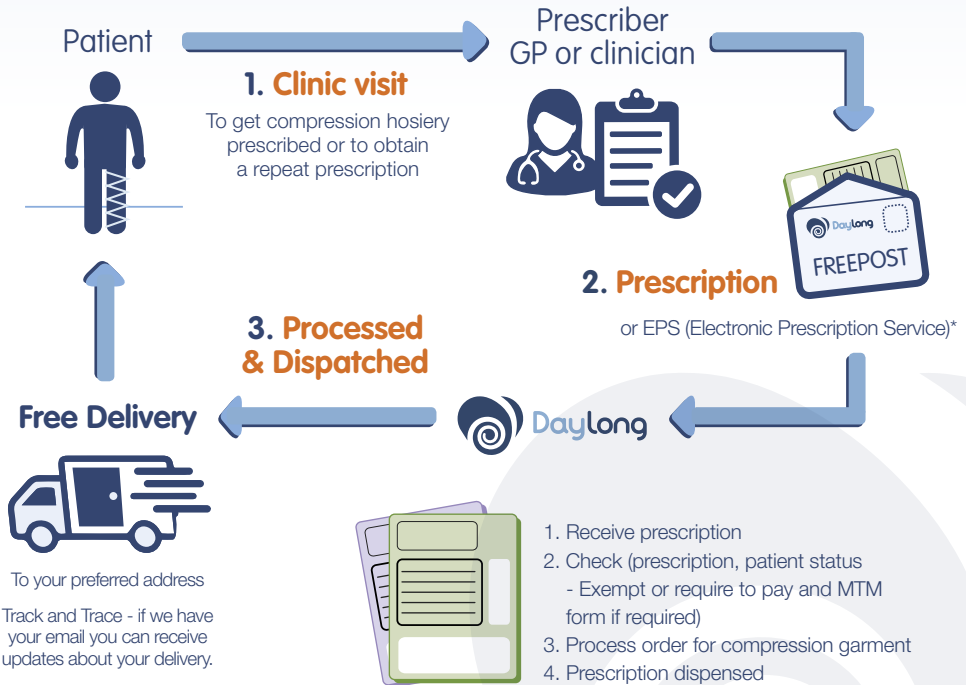 Patient
Prescriber
GP or clinician
1. Clinic visit
To get compression hosiery
prescribed or to obtain
a repeat prescription
Daylong
FREEPOST
2. Prescription
or EPS (Electronic Prescription Service)*
3. Processed
& Dispatched
Daylong
Free Delivery
To your preferred address
Track and Trace - if we have
your email you can receive
updates about your delivery.
1. Receive prescription
2. Check (prescription, patient status
- Exempt or require to pay and MTM
form if required)
3. Process order for compression garment
4. Prescription dispensed